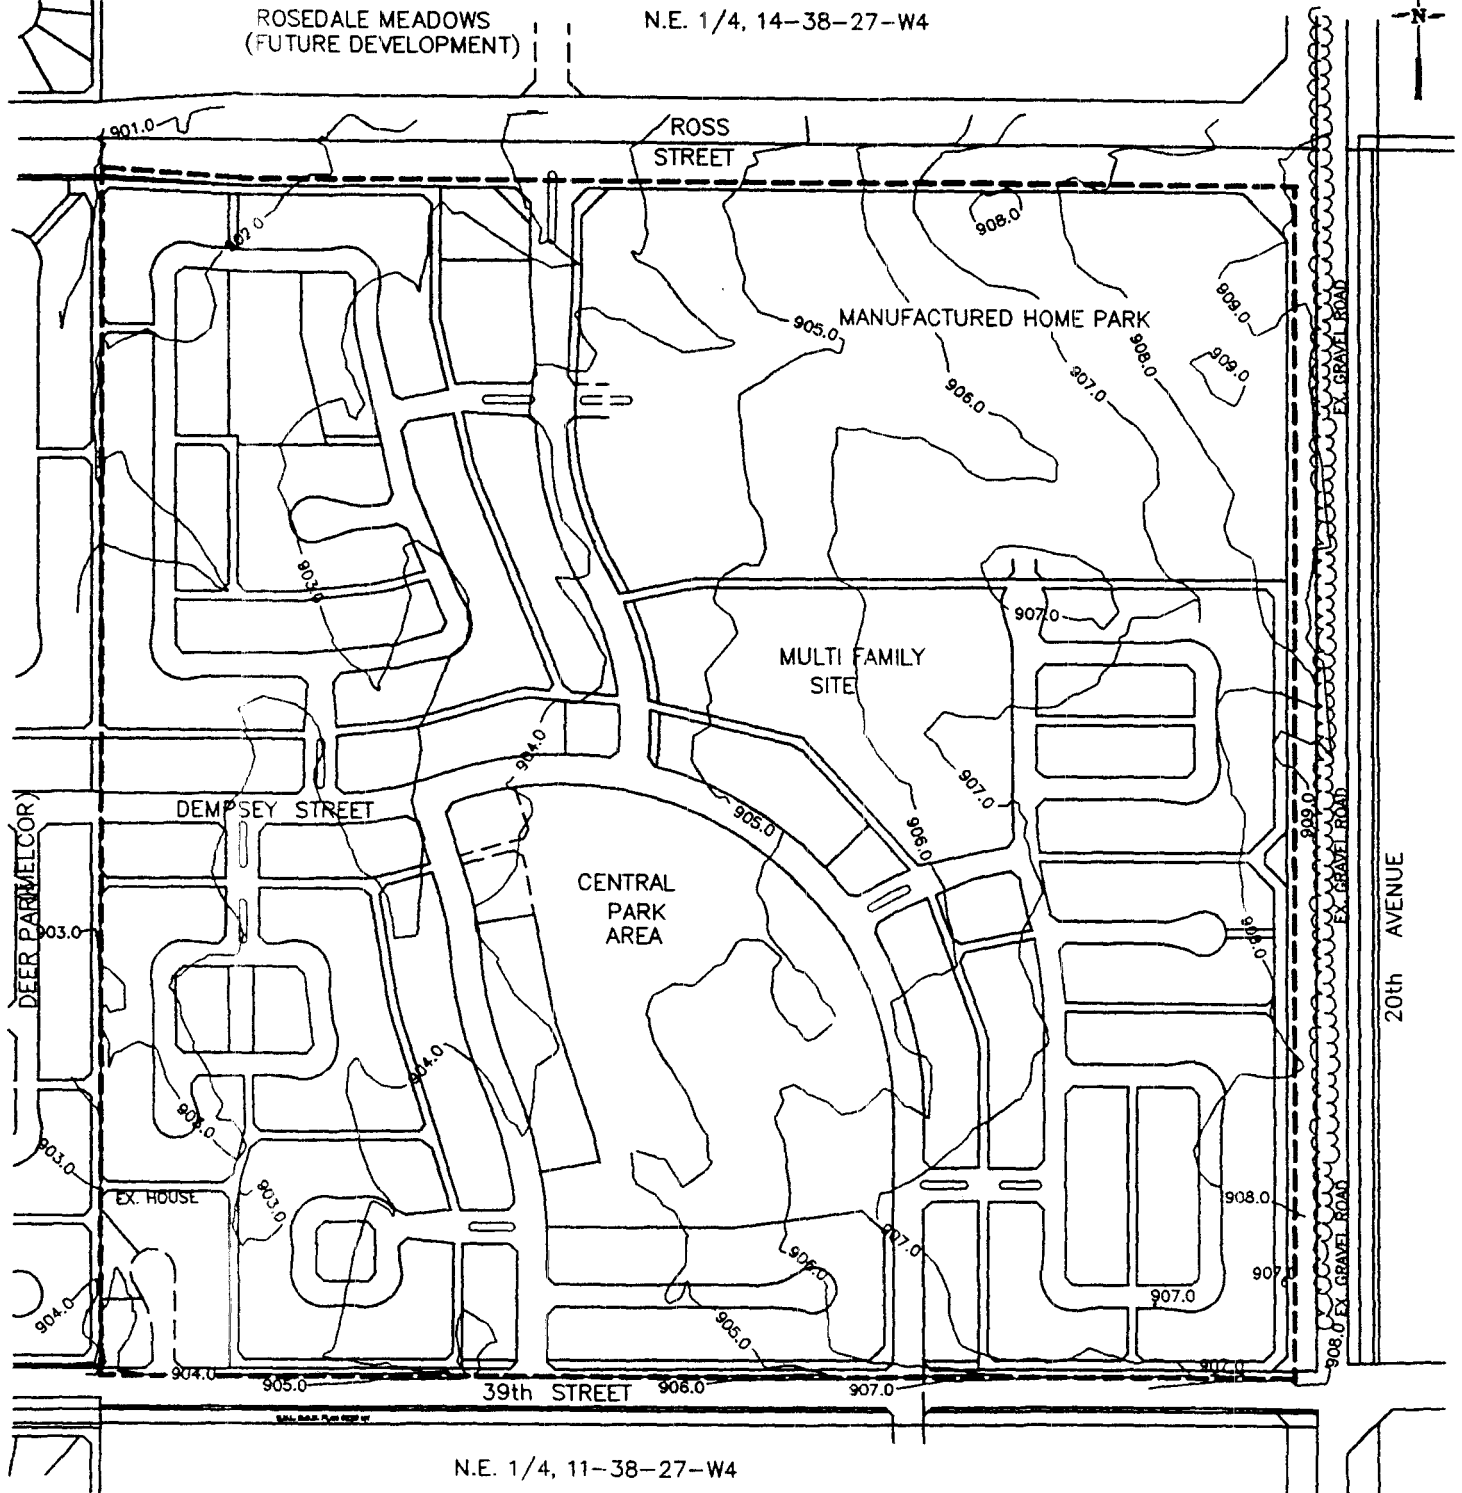 ROSEDALE MEADOWS
(FUTURE DEVELOPMENT)
N.E. 1/4, 14-38-27-W4
N
901.0
ROSS
STREET
902.0
908.0
909.0
905.0
MANUFACTURED HOME PARK
908.0
909.0
EX. GRAVEL ROAD
907.0
906.0
903.0
907.0
MULTI FAMILY
SITE
904.0
907.0
909.0
DEMPSEY STREET
905.0
906.0
EX. GRAVEL ROAD
DEER PARK
(MELCOR)
CENTRAL
PARK
AREA
20th AVENUE
903.0
908.0
904.0
903.0
903.0
EX. HOUSE
903.0
908.0
EX. GRAVEL ROAD
907.0
906.0
907.0
907.0
904.0
905.0
908.0
907.0
904.0
905.0
39th STREET
906.0
907.0
N.E. 1/4, 11-38-27-W4